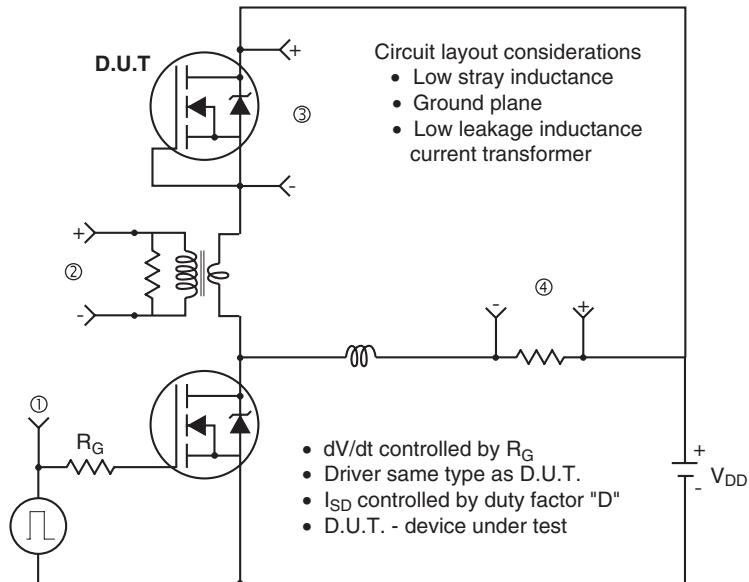 D.U.T
+
③
-
Circuit layout considerations
• Low stray inductance
• Ground plane
• Low leakage inductance
current transformer
+
②
-
④
-
+
①
R_G
• dV/dt controlled by R_G
• Driver same type as D.U.T.
• I_SD controlled by duty factor "D"
• D.U.T. - device under test
+
V_DD
-